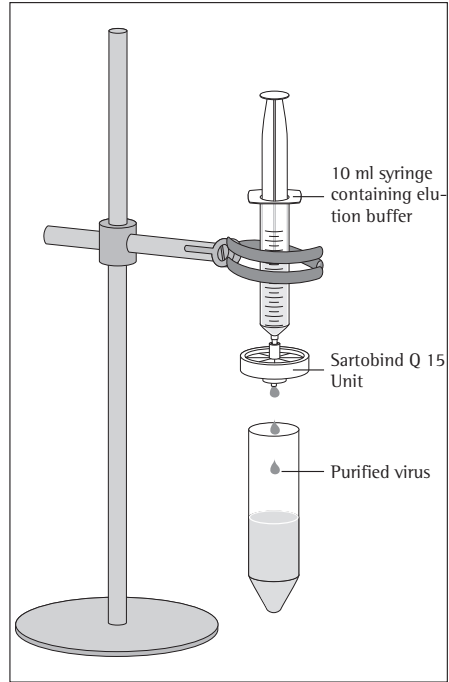 10 ml syringe
containing elu-
tion buffer
Sartobind Q 15
Unit
Purified virus